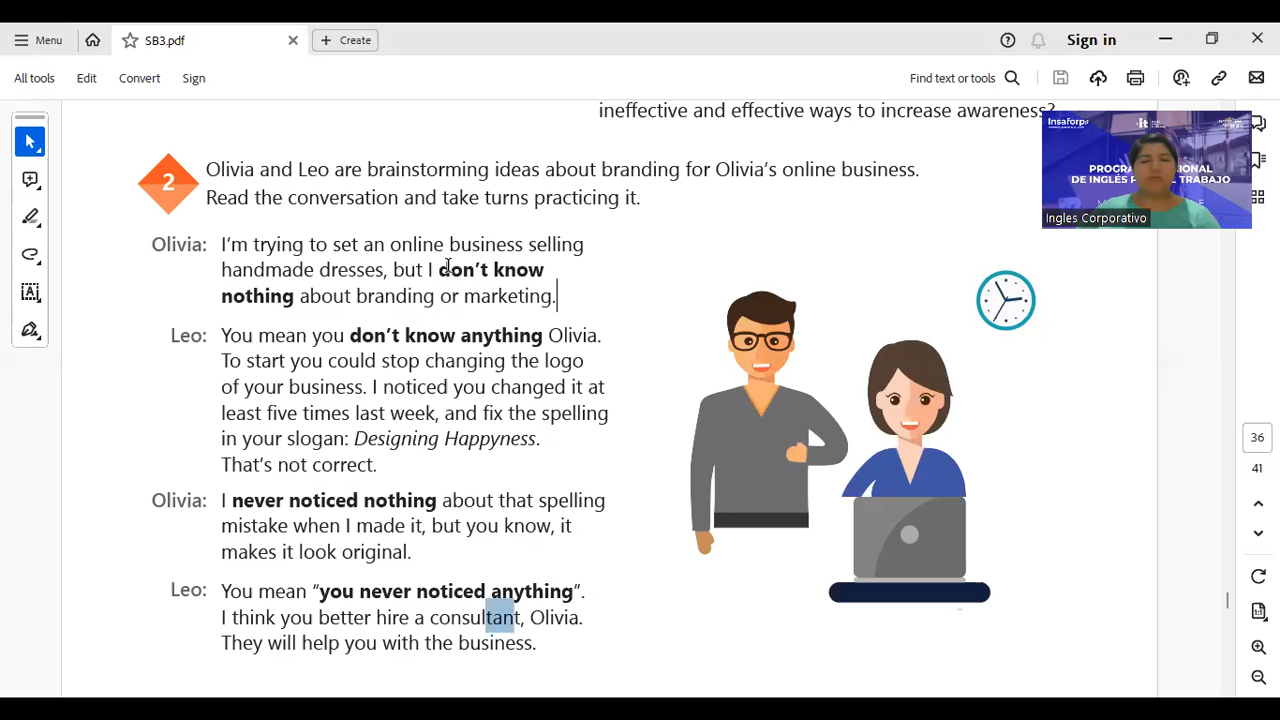 Menu
SB3.pdf
Create
Sign in
All tools
Edit
Convert
Sign
Find text or tools
ineffective and effective ways to increase awareness?
2
Olivia and Leo are brainstorming ideas about branding for Olivia's online business.
Read the conversation and take turns practicing it.
Olivia: I'm trying to set an online business selling
handmade dresses, but I don't know
nothing about branding or marketing.
Leo: You mean you don't know anything Olivia.
To start you could stop changing the logo
of your business. I noticed you changed it at
least five times last week, and fix the spelling
in your slogan: Designing Happyness.
That's not correct.
Olivia: I never noticed nothing about that spelling
mistake when I made it, but you know, it
makes it look original.
Leo: You mean "you never noticed anything".
I think you better hire a consultant, Olivia.
They will help you with the business.
Insaforp
it
DE INGLÉS
TRABAJO
Ingles Corporativo
36
41
1:1